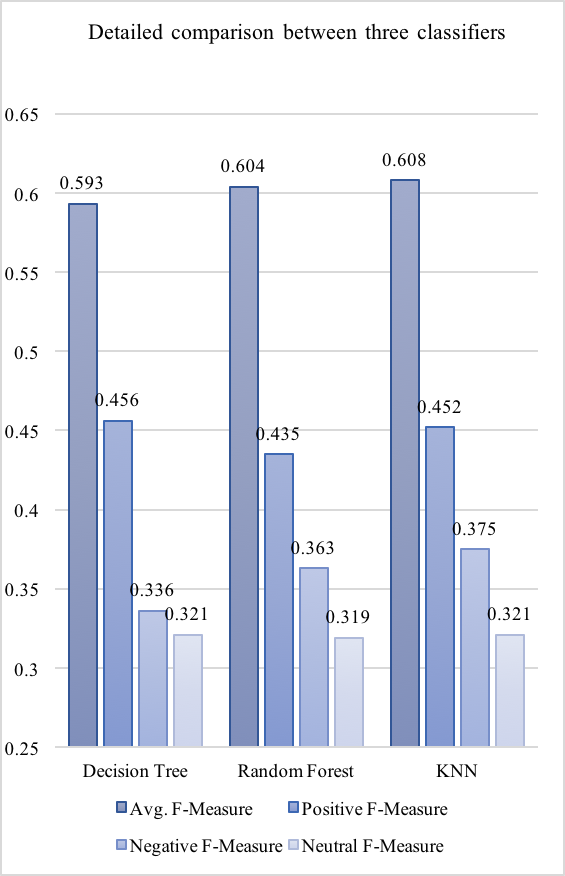 Detailed comparison between three classifiers
0.65
0.6
0.55
0.5
0.45
0.4
0.35
0.3
0.25
0.593
0.456
0.336
0.321
0.604
0.435
0.363
0.319
0.608
0.452
0.375
0.321
Decision Tree
Random Forest
KNN
Avg. F-Measure
Positive F-Measure
Negative F-Measure
Neutral F-Measure